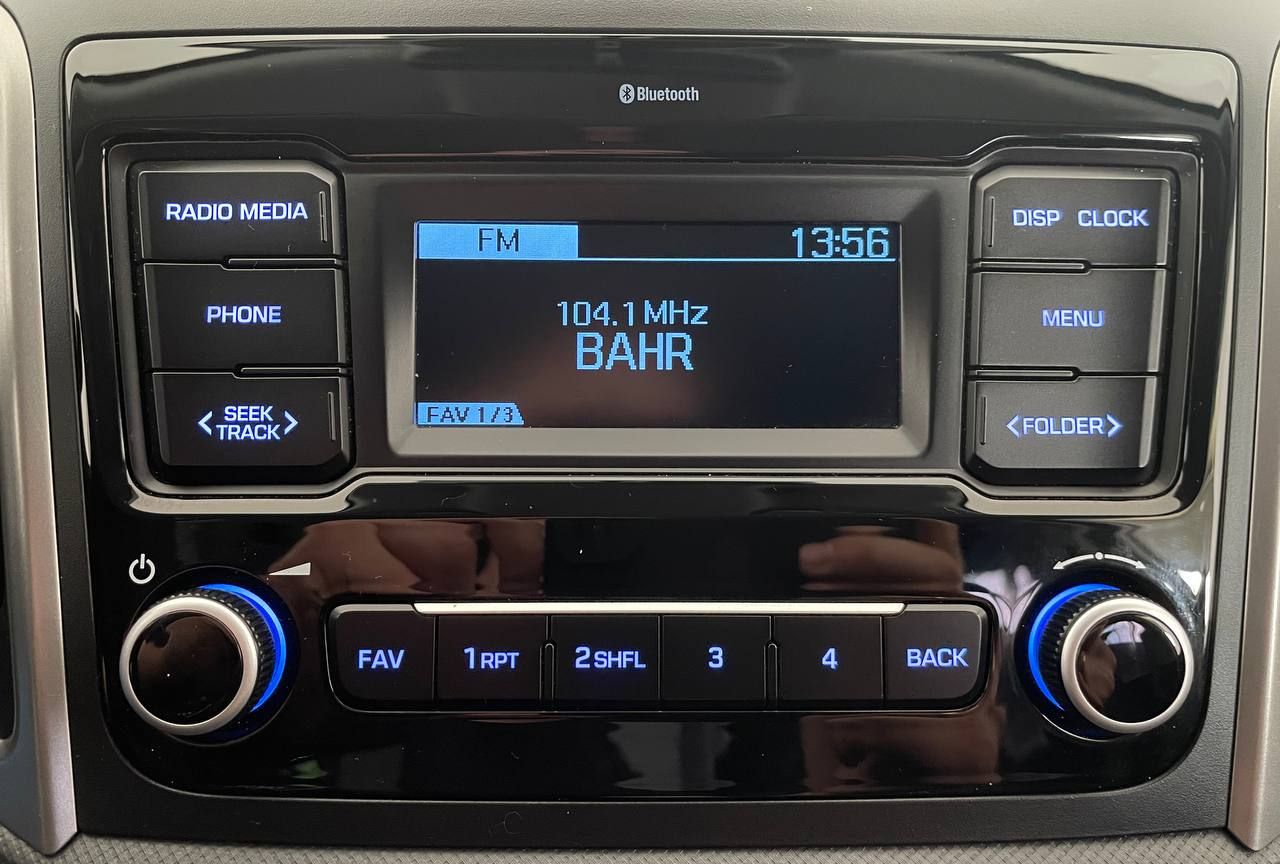 Bluetooth
RADIO MEDIA
PHONE
< SEEK >
TRACK
FM 13:56
104.1 MHz
BAHR
FAV 1/3
DISP CLOCK
MENU
<FOLDER>
FAV 1 RPT 2 SHFL 3 4 BACK